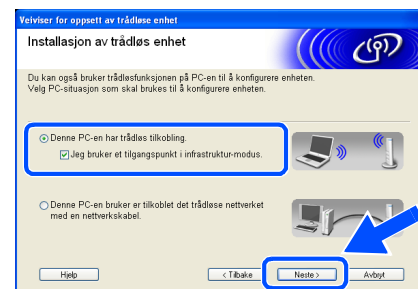 Veiviser for oppsett av trådløse enhet
Installasjon av trådløs enhet
Du kan også bruker trådløsfunksjonen på PC-en til å konfigurere enheten.
Velg PC-situasjon som skal brukes til å konfigurere enheten.
Denne PC-en har trådløs tilkobling.
Jeg bruker et tilgangspunkt i infrastruktur-modus.
Denne PC-en bruker er tilkoblet det trådløse nettverket
med en nettverkskabel.
Hjelp
< Tilbake
Neste >
Avbryt